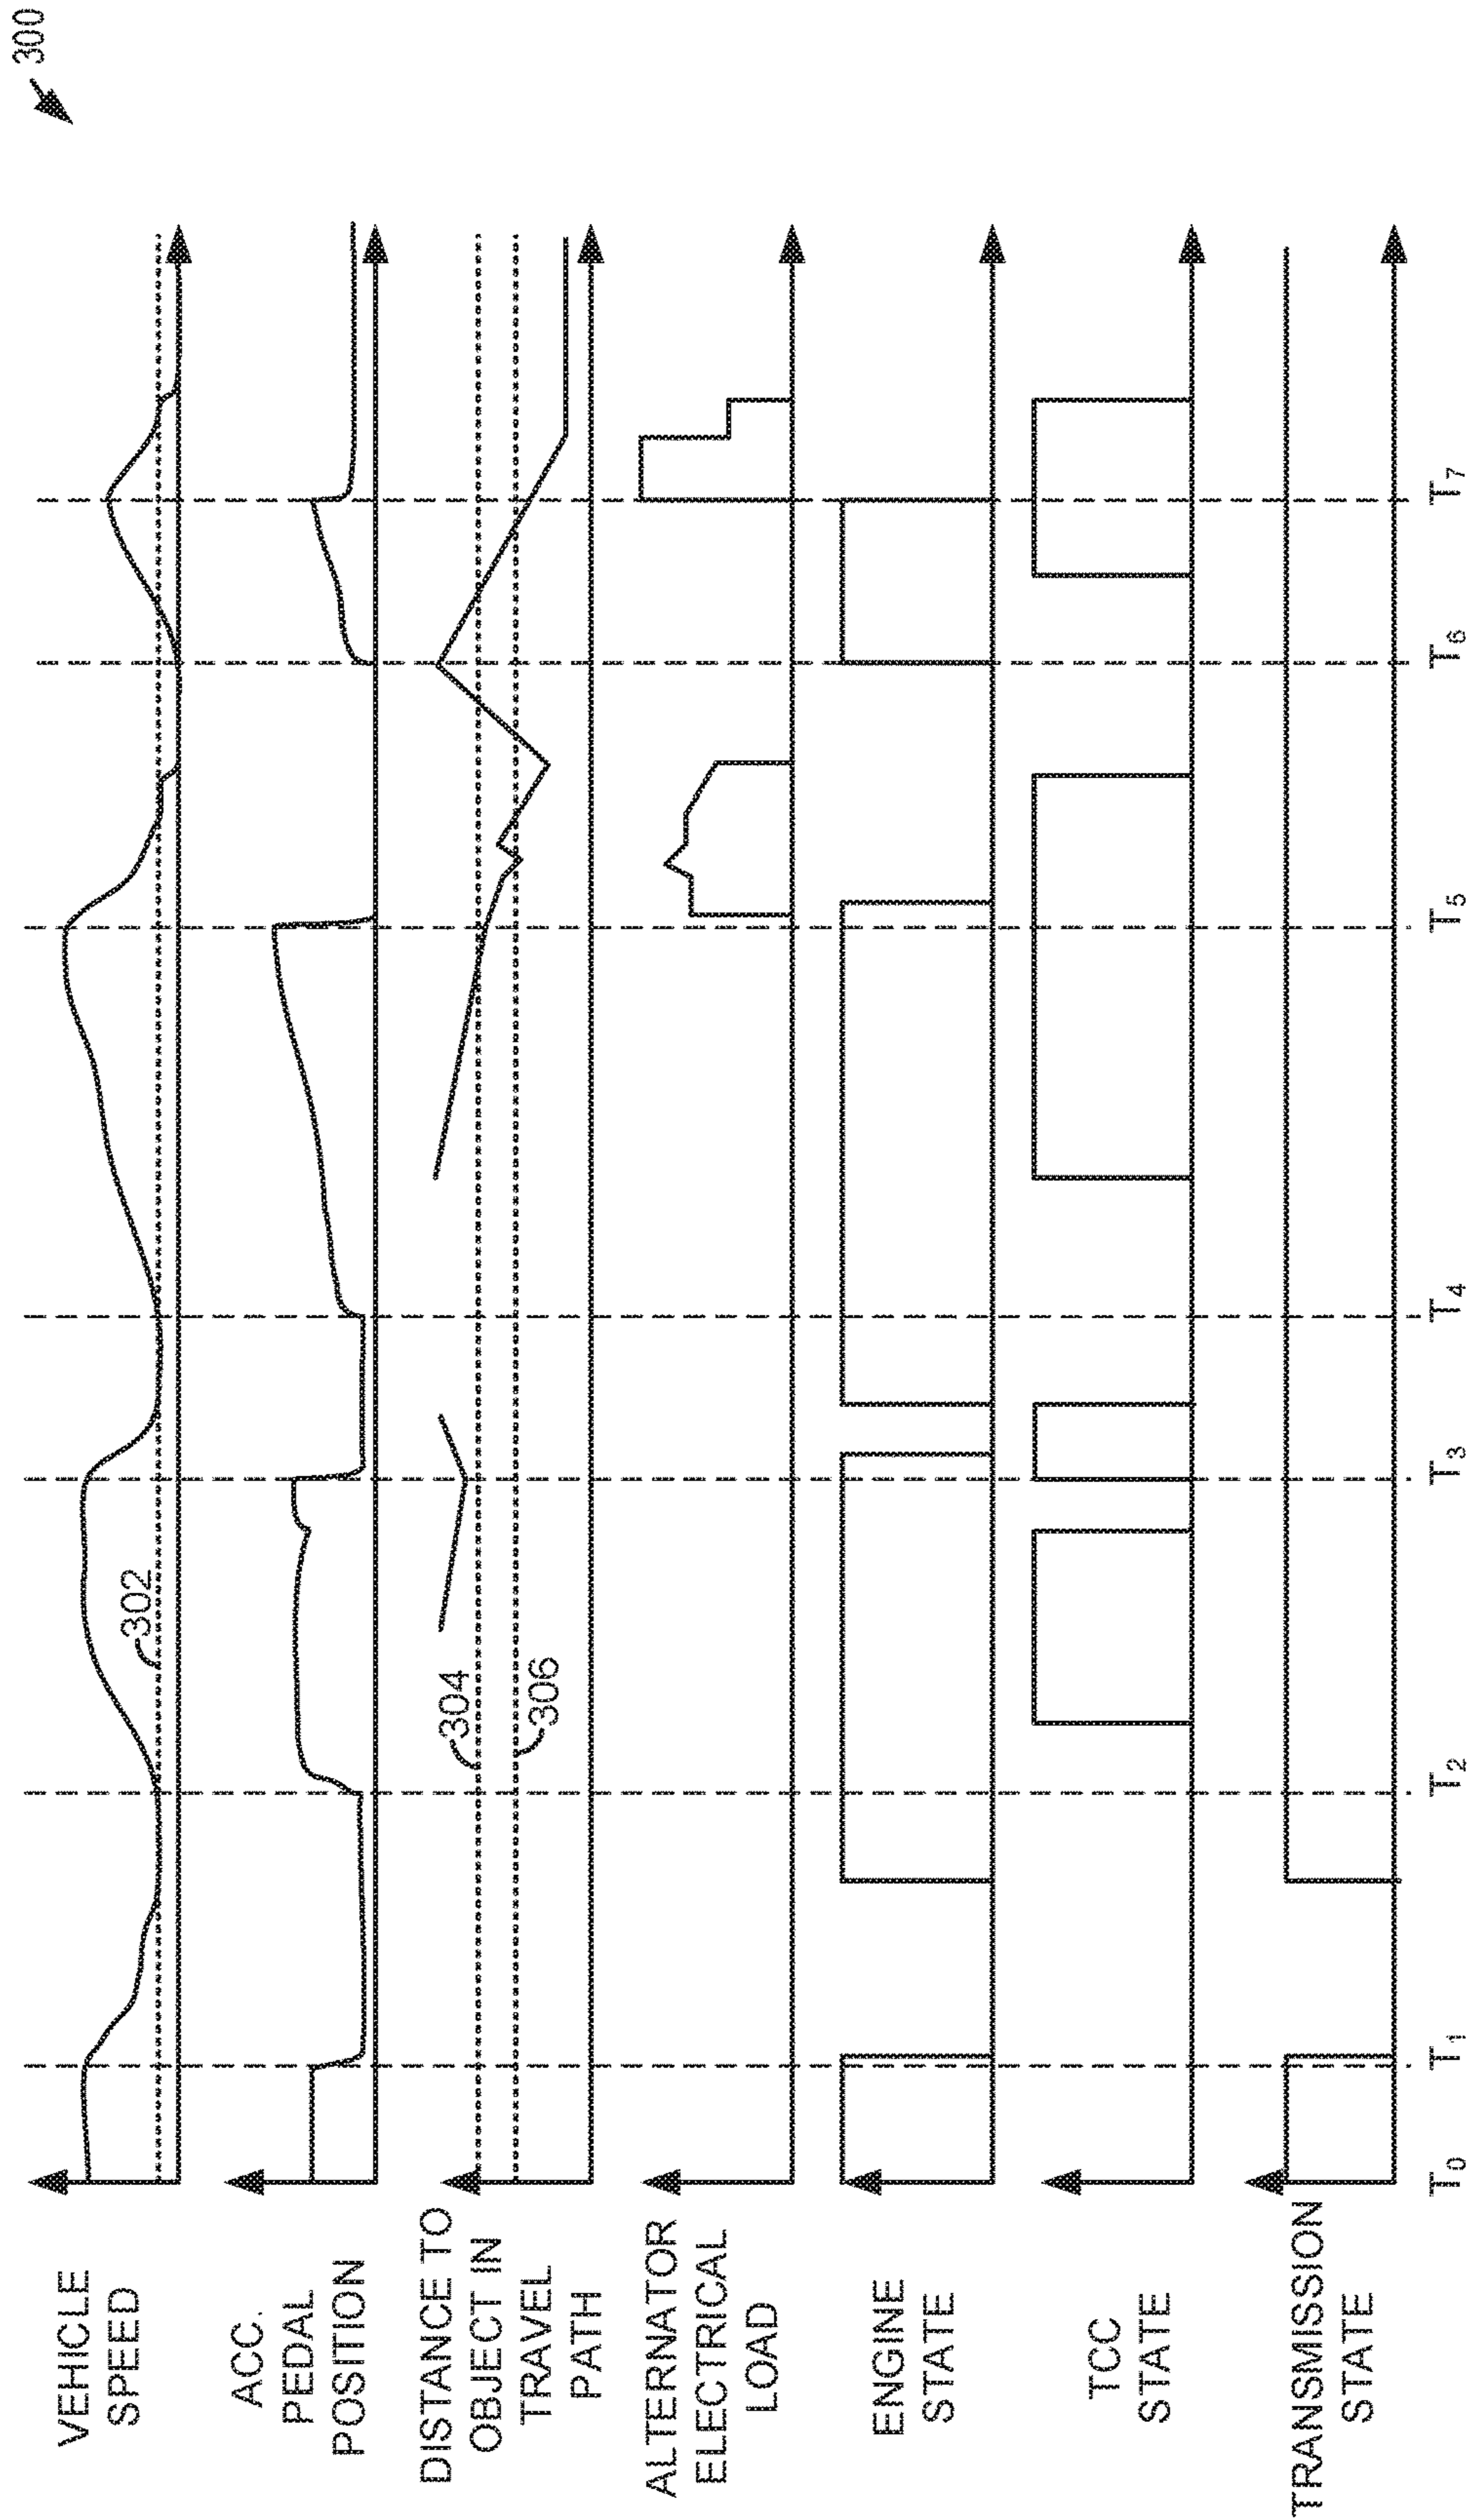 300
VEHICLE
SPEED
302
ACC.
PEDAL
POSITION
DISTANCE TO
OBJECT IN
TRAVEL
PATH
304
306
ALTERNATOR
ELECTRICAL
LOAD
ENGINE
STATE
TCC
STATE
TRANSMISSION
STATE
T0 T1 T2 T3 T4 T5 T6 T7